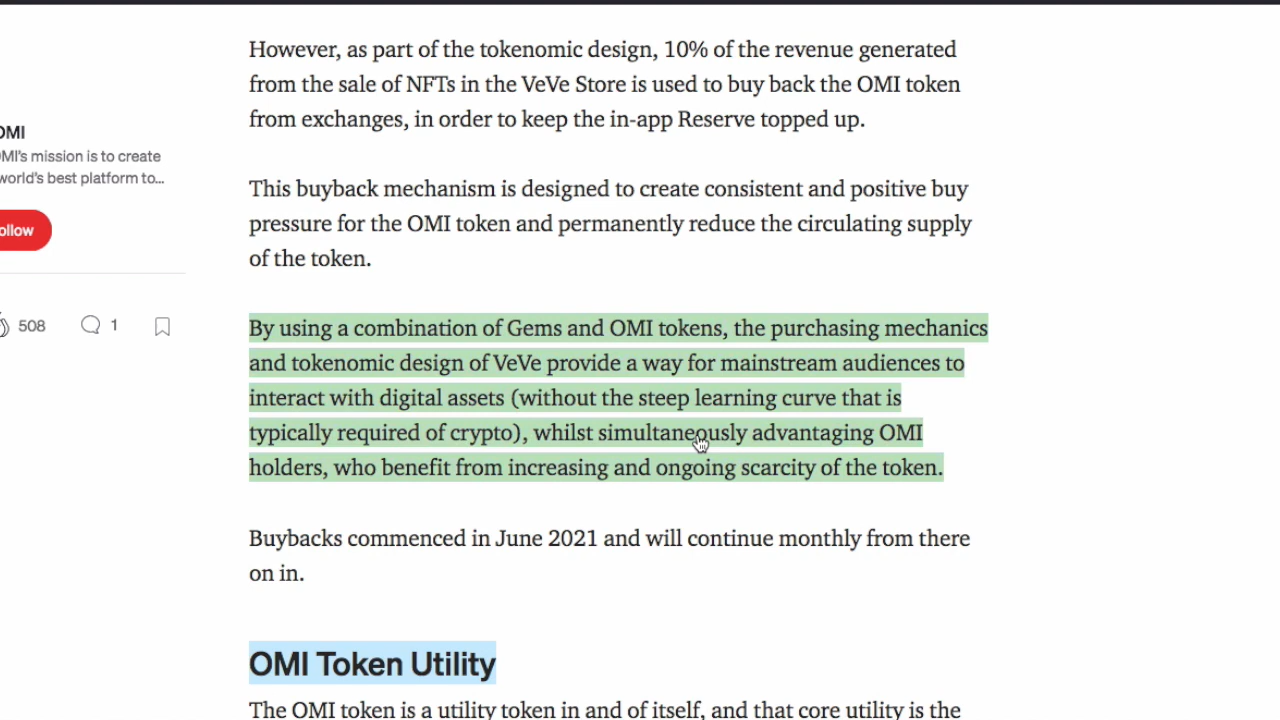 However, as part of the tokenomic design, 10% of the revenue generated
from the sale of NFTs in the VeVe Store is used to buy back the OMI token
from exchanges, in order to keep the in-app Reserve topped up.
OMI
MI's mission is to create
world's best platform to...
ollow
508
1
This buyback mechanism is designed to create consistent and positive buy
pressure for the OMI token and permanently reduce the circulating supply
of the token.
By using a combination of Gems and OMI tokens, the purchasing mechanics
and tokenomic design of VeVe provide a way for mainstream audiences to
interact with digital assets (without the steep learning curve that is
typically required of crypto), whilst simultaneously advantaging OMI
holders, who benefit from increasing and ongoing scarcity of the token.
Buybacks commenced in June 2021 and will continue monthly from there
on in.
OMI Token Utility
The OMI token is a utility token in and of itself, and that core utility is the